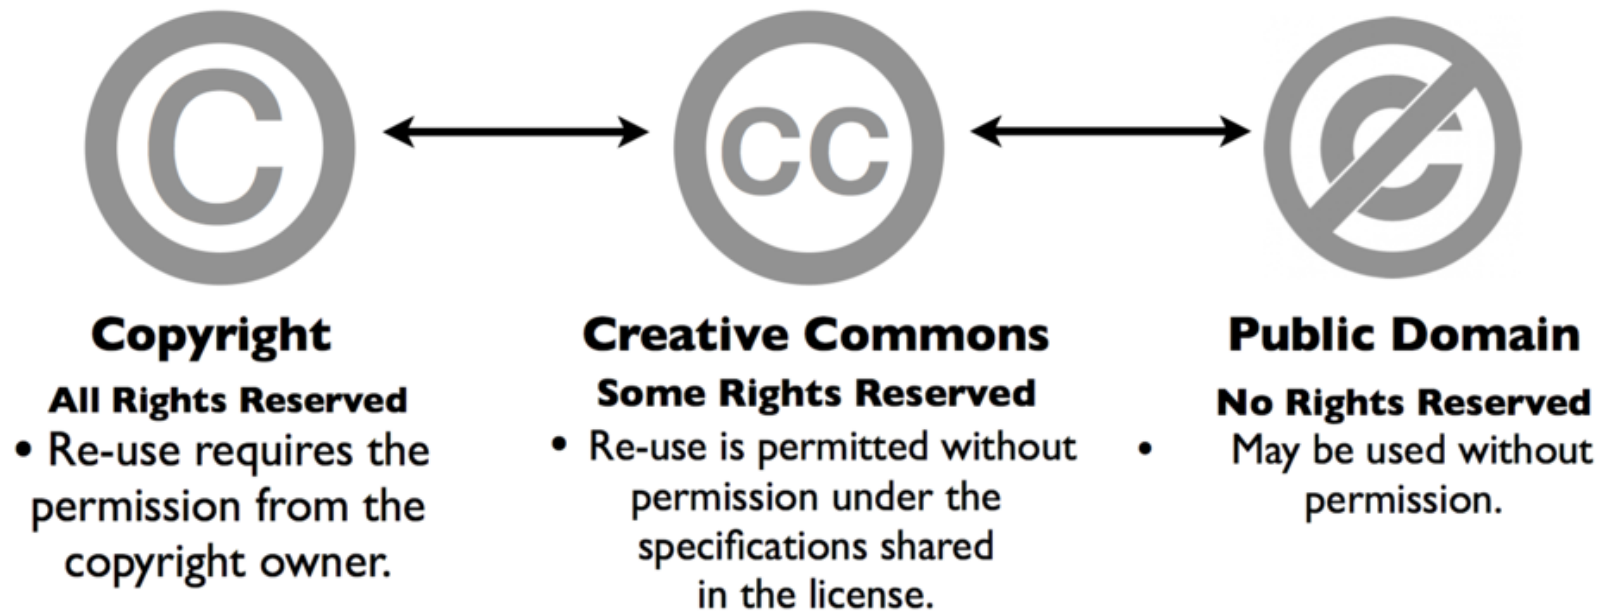 C
CC
C
Copyright
All Rights Reserved
• Re-use requires the
permission from the
copyright owner.
Creative Commons
Some Rights Reserved
• Re-use is permitted without
permission under the
specifications shared
in the license.
Public Domain
No Rights Reserved
• May be used without
permission.